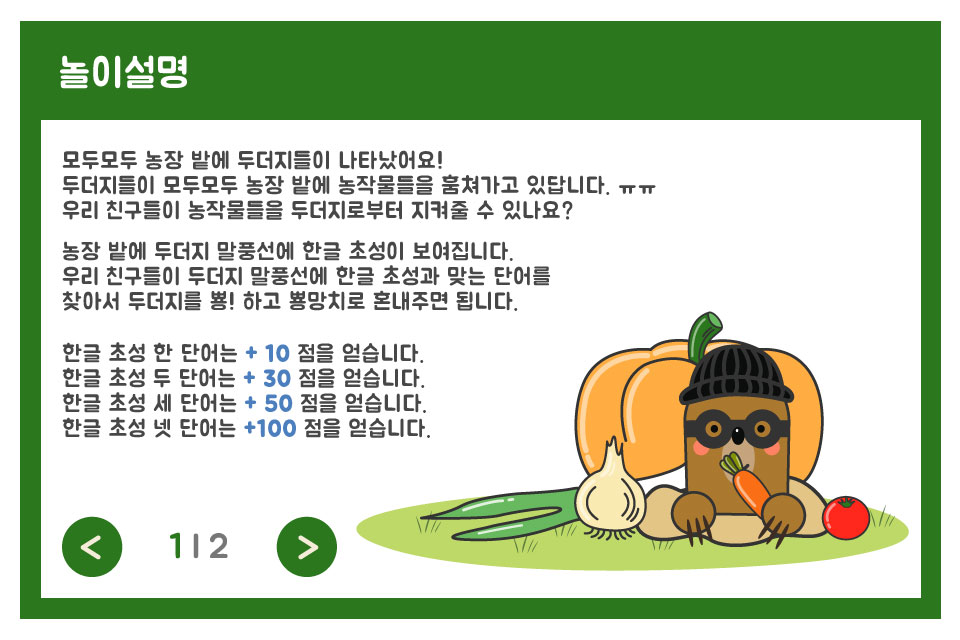 놀이설명
모두모두 농장 밭에 두더지들이 나타났어요!
두더지들이 모두모두 농장 밭에 농작물들을 훔쳐가고 있답니다. ㅠㅠ
우리 친구들이 농작물들을 두더지로부터 지켜줄 수 있나요?
농장 밭에 두더지 말풍선에 한글 초성이 보여집니다.
우리 친구들이 두더지 말풍선에 한글 초성과 맞는 단어를
찾아서 두더지를 뿅! 하고 뿅망치로 혼내주면 됩니다.
한글 초성 한 단어는 + 10 점을 얻습니다.
한글 초성 두 단어는 + 30 점을 얻습니다.
한글 초성 세 단어는 + 50 점을 얻습니다.
한글 초성 넷 단어는 +100 점을 얻습니다.
< 1 | 2 >